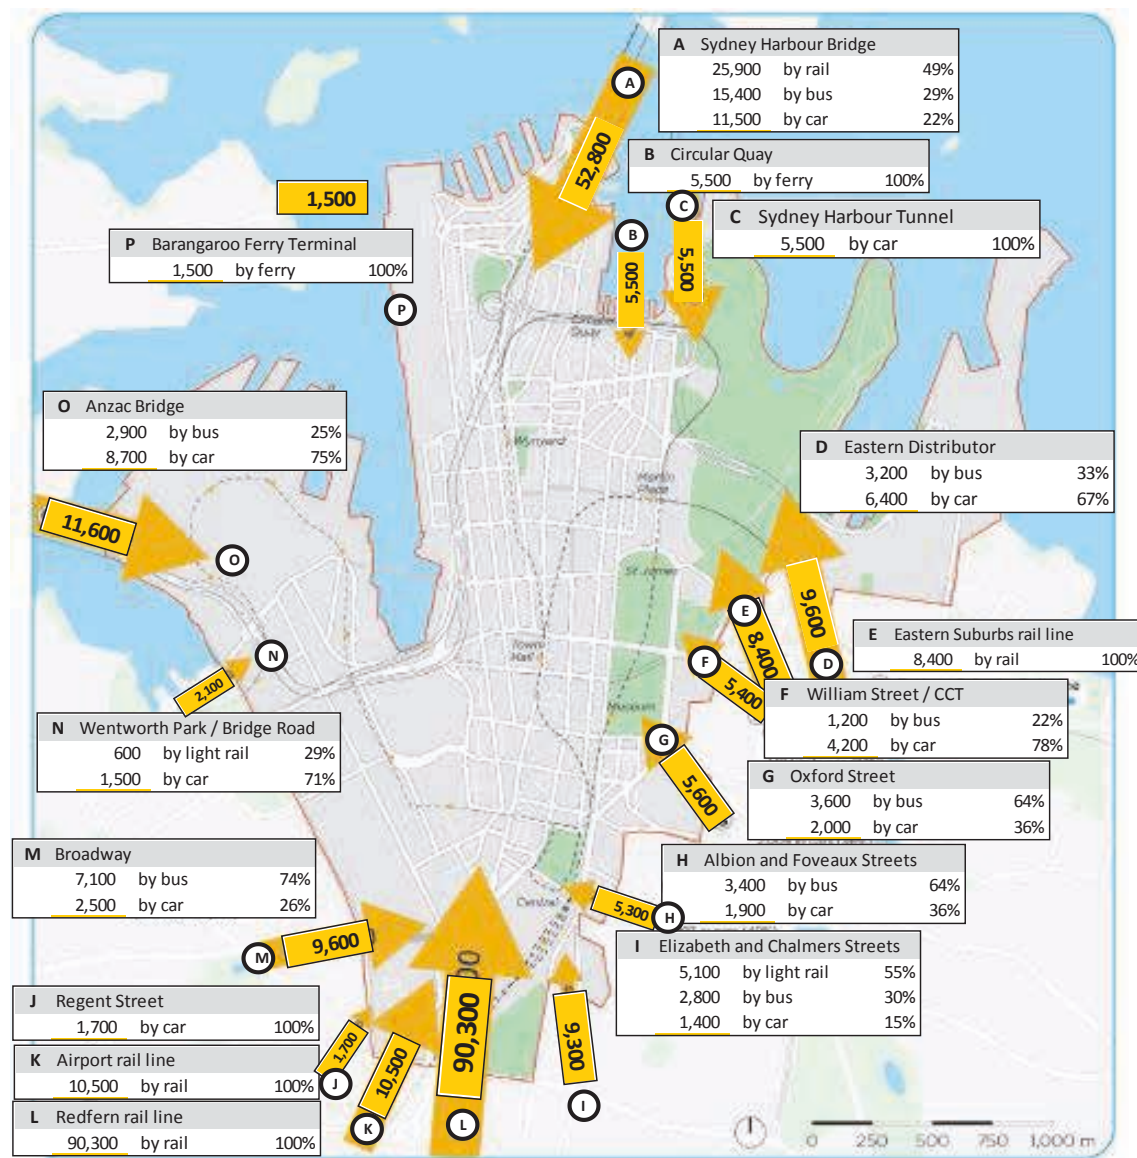 A Sydney Harbour Bridge
25,900 by rail 49%
15,400 by bus 29%
11,500 by car 22%
A
52,800
B Circular Quay
5,500 by ferry 100%
C
C Sydney Harbour Tunnel
5,500 by car 100%
1,500
P Barangaroo Ferry Terminal
1,500 by ferry 100%
P
B
5,500
5,500
Quay
Wynyard
Martin
Place
St James
Town
Hall
Museum
Central
O Anzac Bridge
2,900 by bus 25%
8,700 by car 75%
11,600
O
D Eastern Distributor
3,200 by bus 33%
6,400 by car 67%
9,600
D
E
8,400
E Eastern Suburbs rail line
8,400 by rail 100%
F
5,400
F William Street / CCT
1,200 by bus 22%
4,200 by car 78%
N
2,100
N Wentworth Park / Bridge Road
600 by light rail 29%
1,500 by car 71%
G
5,600
G Oxford Street
3,600 by bus 64%
2,000 by car 36%
M Broadway
7,100 by bus 74%
2,500 by car 26%
M
9,600
H Albion and Foveaux Streets
3,400 by bus 64%
1,900 by car 36%
5,300
H
I Elizabeth and Chalmers Streets
5,100 by light rail 55%
2,800 by bus 30%
1,400 by car 15%
9,300
I
J Regent Street
1,700 by car 100%
1,700
J
K Airport rail line
10,500 by rail 100%
10,500
K
L Redfern rail line
90,300 by rail 100%
90,300
L
0 250 500 750 1,000 m